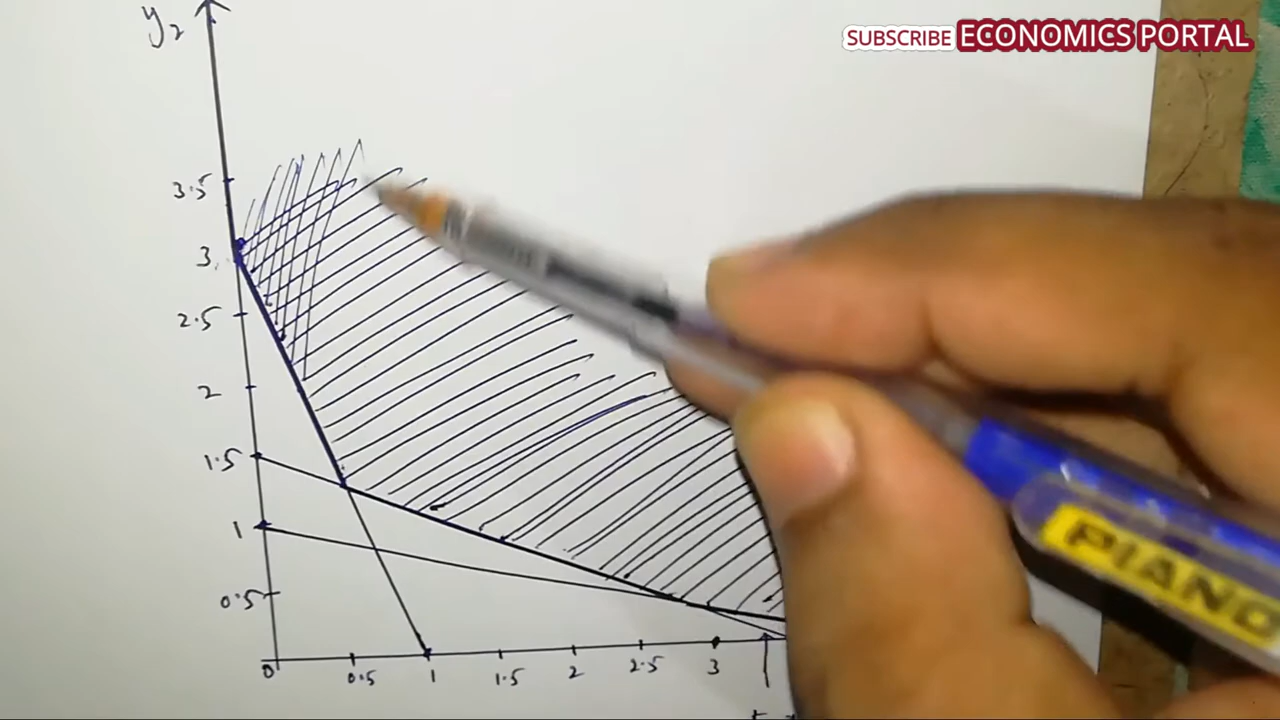 SUBSCRIBE ECONOMICS PORTAL
y₂
3.5
3
2.5
2
1.5
1
0.5
0 0.5 1 1.5 2 2.5 3
PIANO